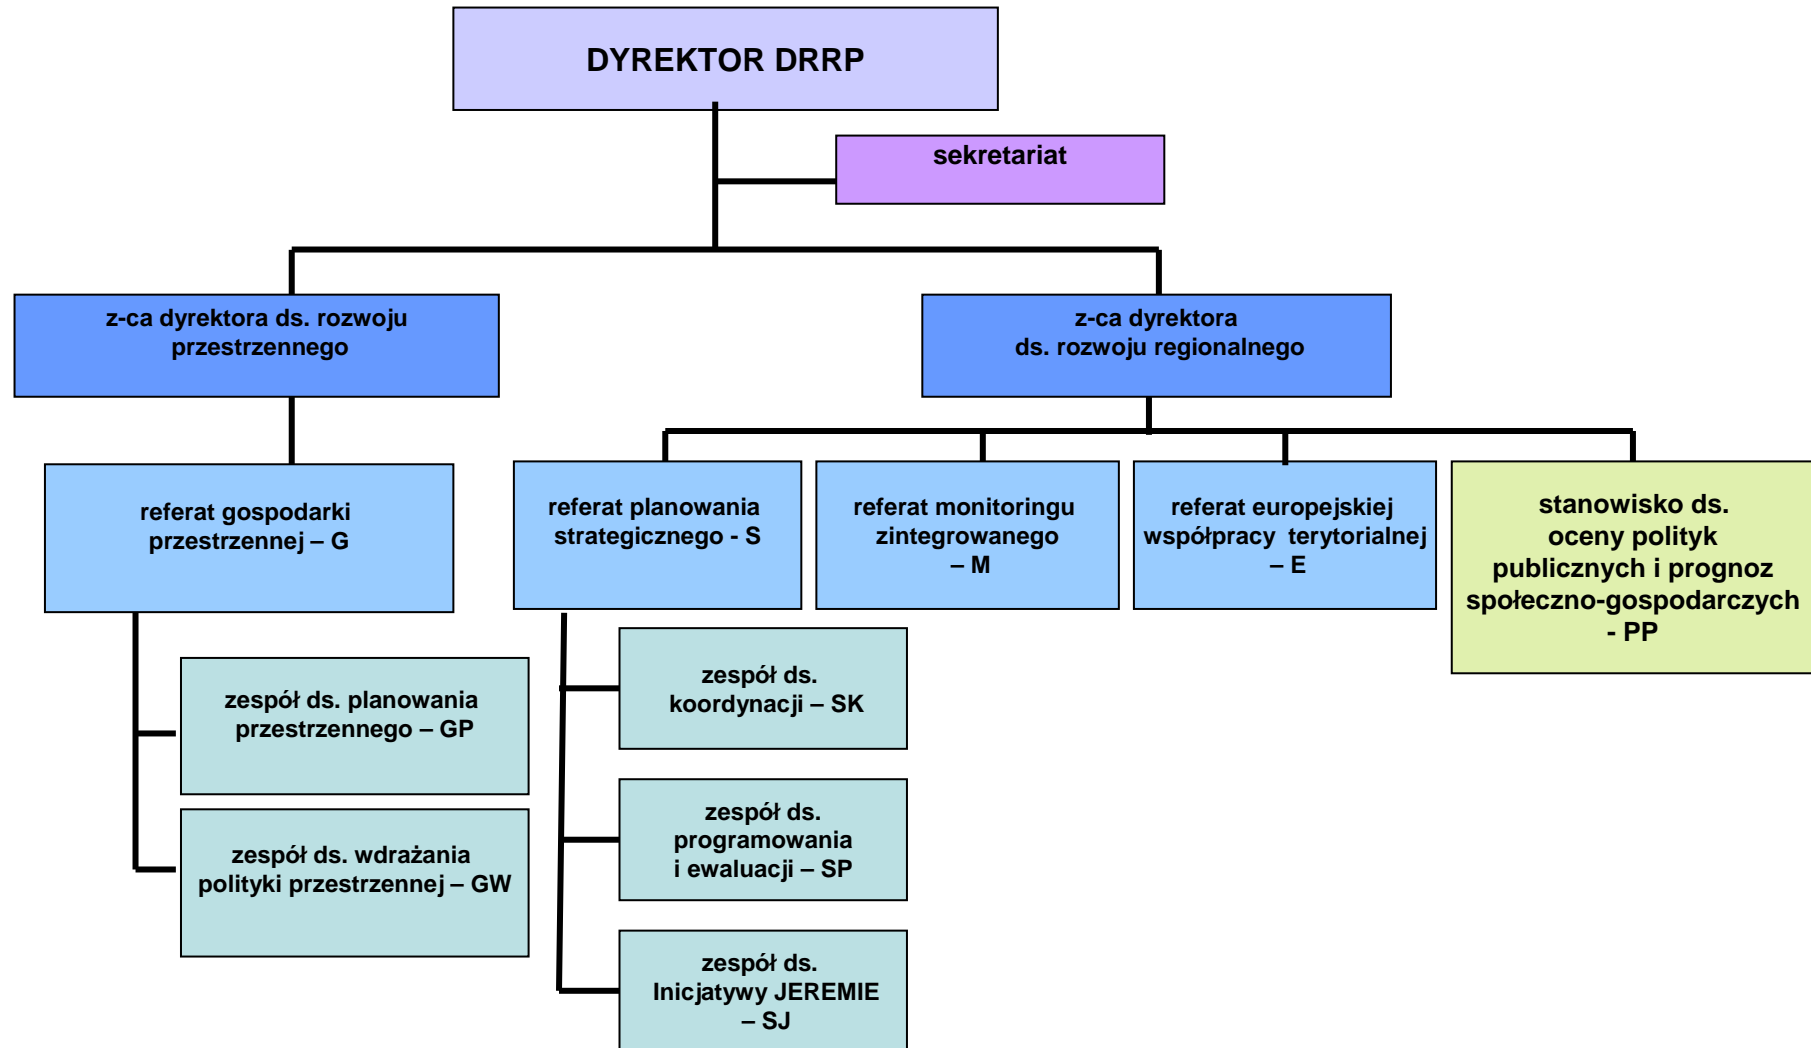 DYREKTOR DRRP
sekretariat
z-ca dyrektora ds. rozwoju
przestrzennego
z-ca dyrektora
ds. rozwoju regionalnego
referat gospodarki
przestrzennej – G
referat planowania
strategicznego - S
referat monitoringu
zintegrowanego
– M
referat europejskiej
współpracy terytorialnej
– E
stanowisko ds.
oceny polityk
publicznych i prognoz
społeczno-gospodarczych
- PP
zespół ds. planowania
przestrzennego – GP
zespół ds. wdrażania
polityki przestrzennej – GW
zespół ds.
koordynacji – SK
zespół ds.
programowania
i ewaluacji – SP
zespół ds.
Inicjatywy JEREMIE
– SJ